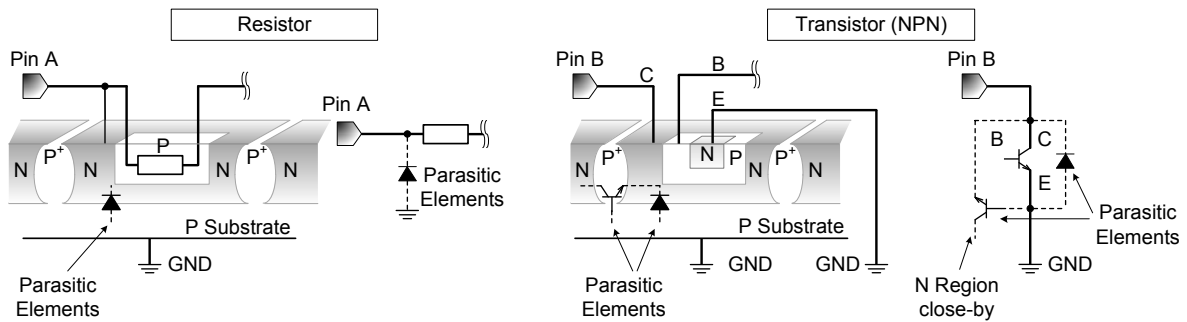 Resistor
Pin A
N
P+
N
P
N
P+
N
P Substrate
GND
Parasitic
Elements
Pin A
Parasitic
Elements
Transistor (NPN)
Pin B
C
B
E
N
P+
N
N
P
N
P+
N
P Substrate
GND
GND
Parasitic
Elements
Pin B
B
C
E
Parasitic
Elements
GND
N Region
close-by